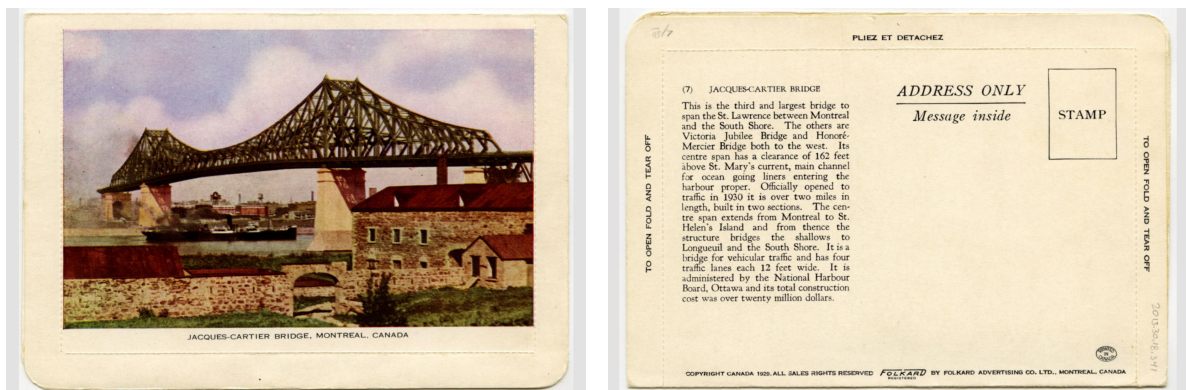 JACQUES-CARTIER BRIDGE, MONTREAL, CANADA
PLIEZ ET DETACHEZ
(7) JACQUES-CARTIER BRIDGE
This is the third and largest bridge to
span the St. Lawrence between Montreal
and the South Shore. The others are
Victoria Jubilee Bridge and Honoré-
Mercier Bridge both to the west. Its
centre span has a clearance of 162 feet
above St. Mary's current, main channel
for ocean going liners entering the
harbour proper. Officially opened to
traffic in 1930 it is over two miles in
length, built in two sections. The cen-
tre span extends from Montreal to St.
Helen's Island and from thence the
structure bridges the shallows to
Longueuil and the South Shore. It is a
bridge for vehicular traffic and has four
traffic lanes each 12 feet wide. It is
administered by the National Harbour
Board, Ottawa and its total construction
cost was over twenty million dollars.
ADDRESS ONLY
Message inside
STAMP
TO OPEN FOLD AND TEAR OFF
TO OPEN FOLD AND TEAR OFF
2013.30.18.341
COPYRIGHT CANADA 1929. ALL SALES RIGHTS RESERVED FOLKARD BY FOLKARD ADVERTISING CO. LTD., MONTREAL, CANADA
REGISTERED